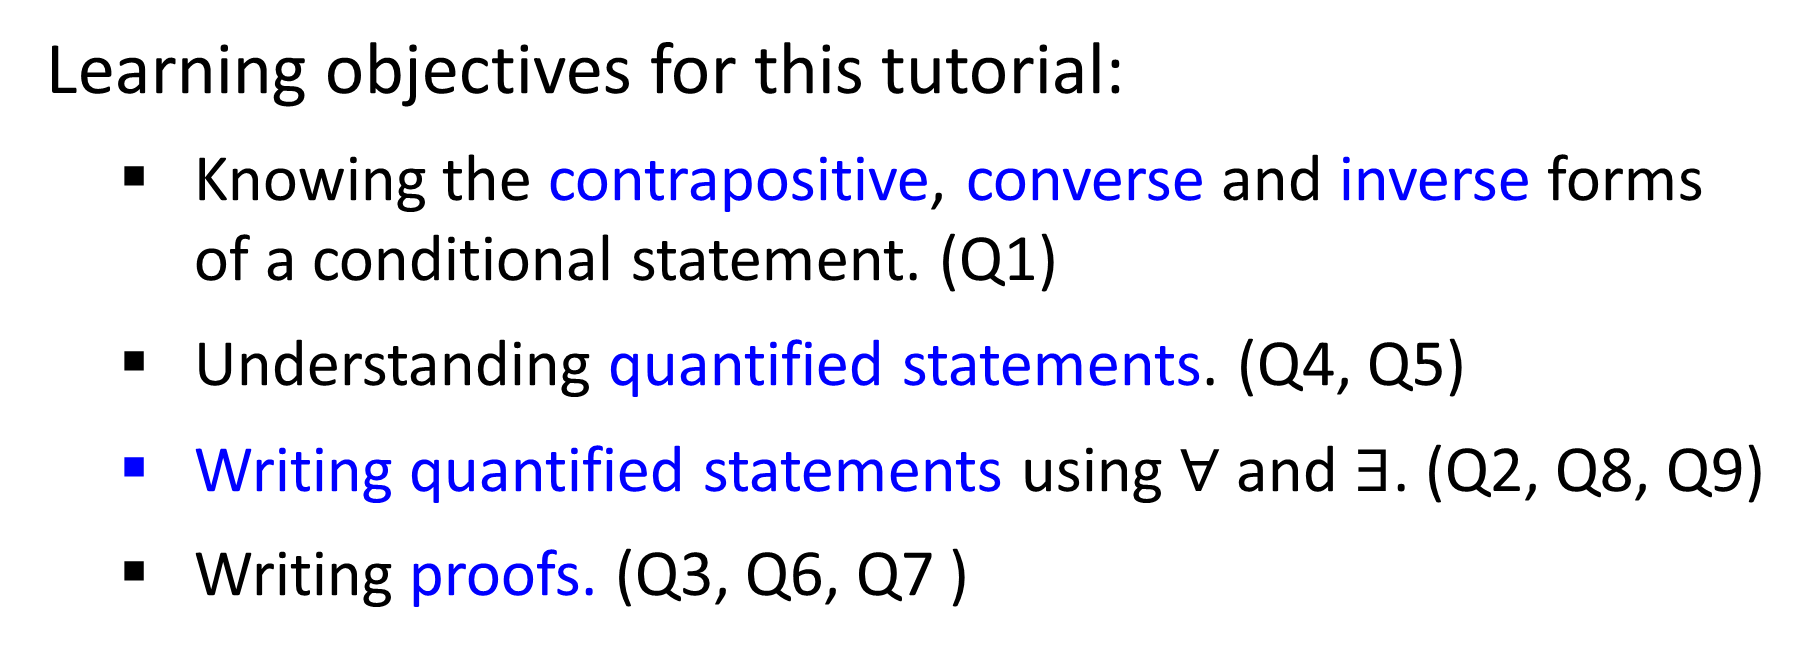 Learning objectives for this tutorial:
▪ Knowing the contrapositive, converse and inverse forms
of a conditional statement. (Q1)
▪ Understanding quantified statements. (Q4, Q5)
▪ Writing quantified statements using ∀ and ∃. (Q2, Q8, Q9)
▪ Writing proofs. (Q3, Q6, Q7 )